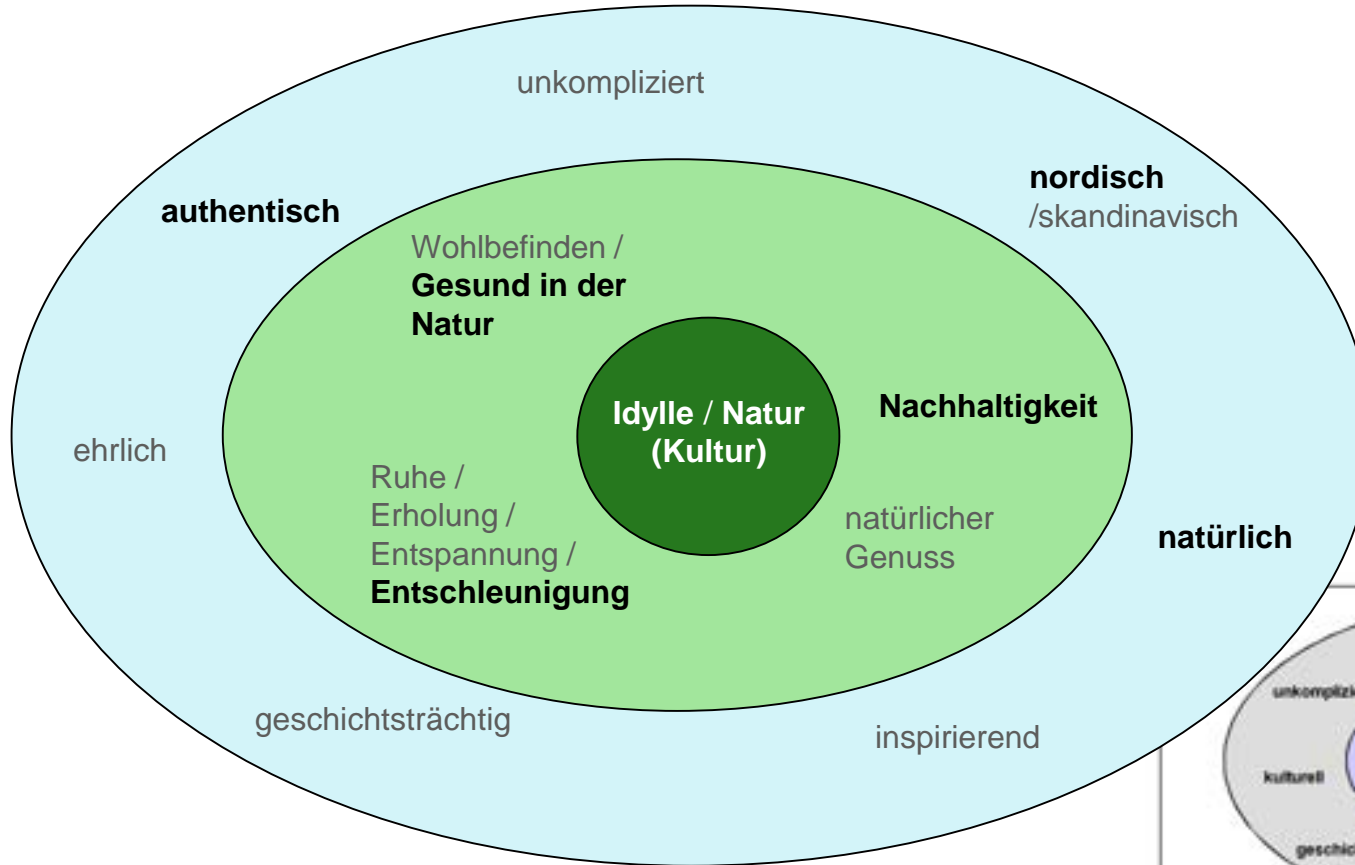 unkompliziert
authentisch
nordisch
/skandinavisch
Wohlbefinden /
Gesund in der
Natur
Idylle / Natur
(Kultur)
Nachhaltigkeit
ehrlich
Ruhe /
Erholung /
Entspannung /
Entschleunigung
natürlicher
Genuss
natürlich
geschichtsträchtig
inspirierend
kulturell